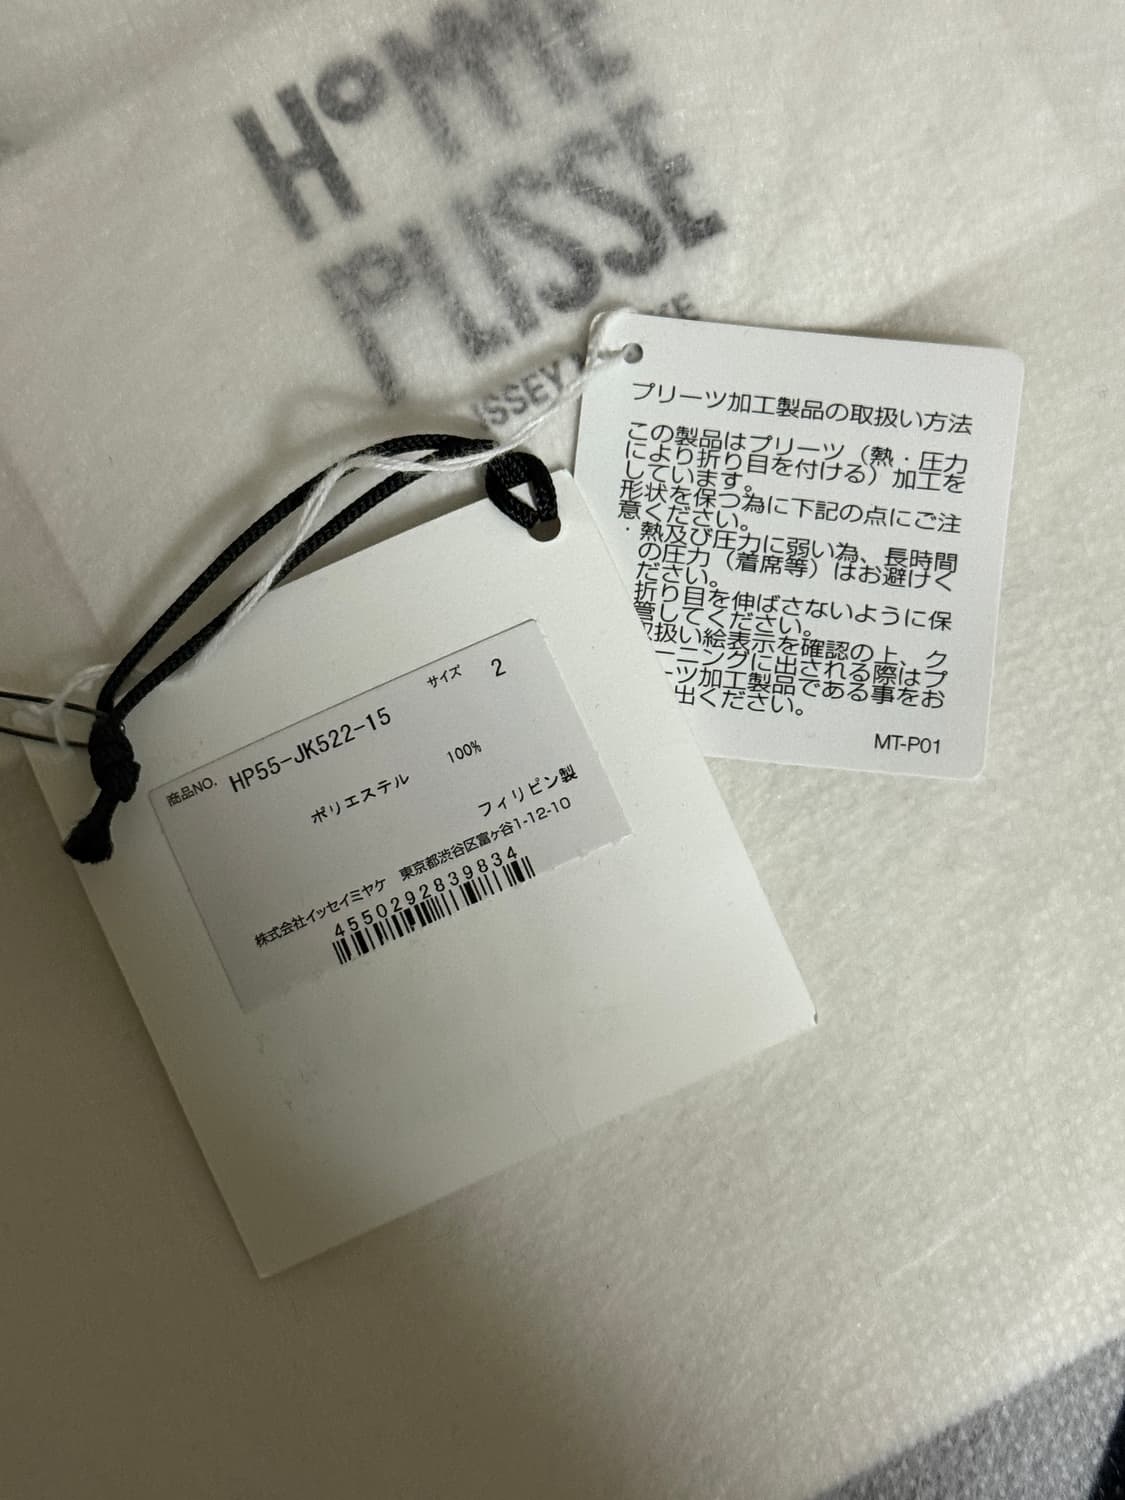 HOMME
PLISSÉ
ISSEY
プリーツ加工製品の取扱い方法
この製品はプリーツ（熱・圧力
により折り目を付ける）加工を
しています。
形状を保つ為に下記の点にご注
意ください。
・熱及び圧力に弱い為、長時間
の圧力（着席等）はお避けく
ださい。
折り目を伸ばさないように保
管してください。
取扱い絵表示を確認の上、ク
ーニングに出される際はプ
ーツ加工製品である事をお
出ください。
MT-P01
サイズ 2
商品NO. HP55-JK522-15
ポリエステル 100%
フィリピン製
株式会社イッセイミヤケ 東京都渋谷区富ヶ谷1-12-10
4550292839834